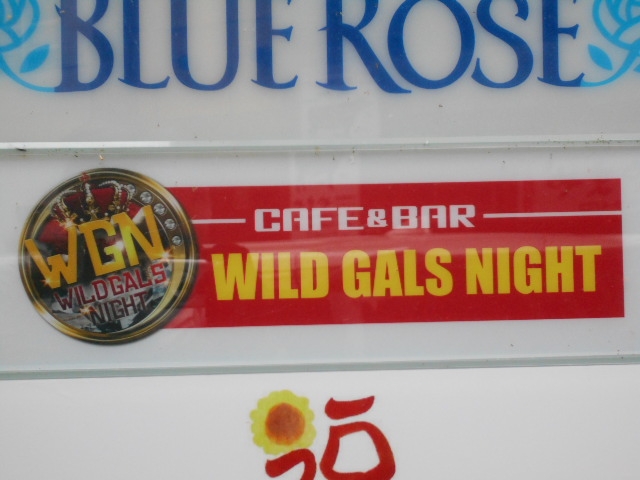 BLUE ROSE
WGN
WILD GALS
NIGHT
CAFE&BAR
WILD GALS NIGHT